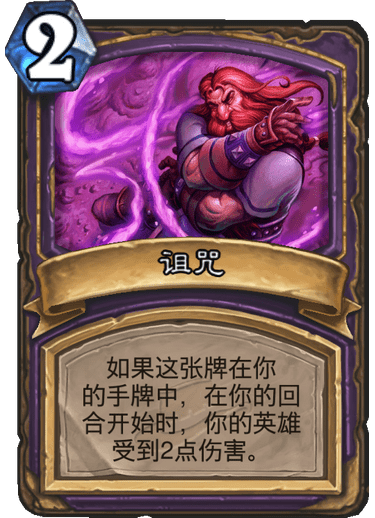 2
诅咒
如果这张牌在你
的手牌中，在你的回
合开始时，你的英雄
受到2点伤害。